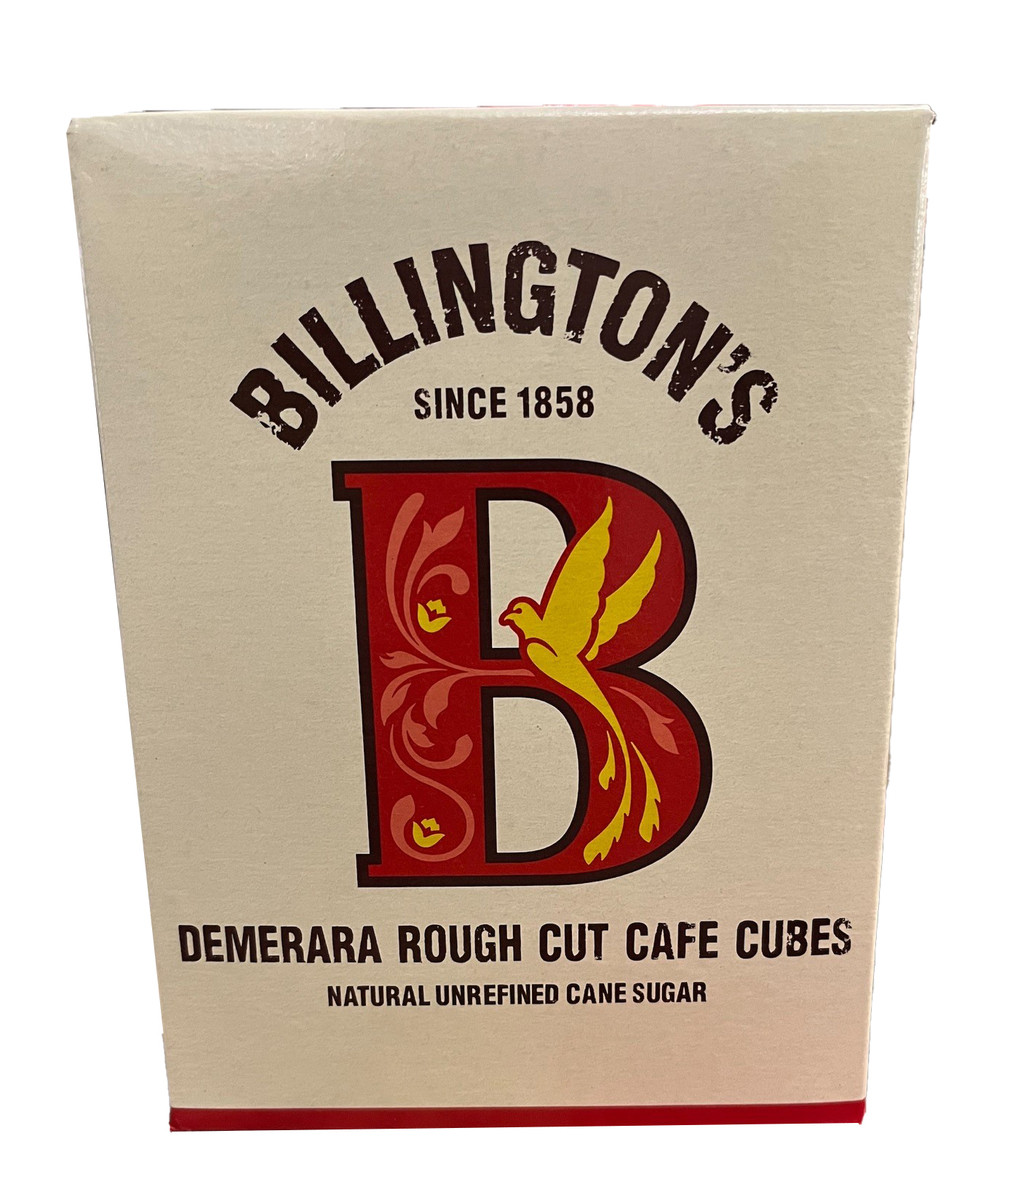 BILLINGTON'S
SINCE 1858
B
DEMERARA ROUGH CUT CAFE CUBES
NATURAL UNREFINED CANE SUGAR